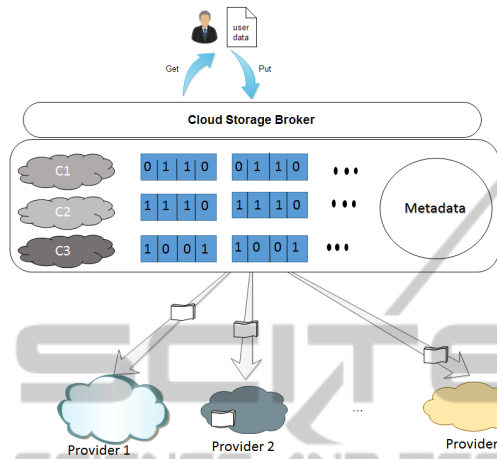 user
data
Get
Put
Cloud Storage Broker
C1 0 1 1 0 0 1 1 0 •••
C2 1 1 1 0 1 1 1 0 •••
Metadata
C3 1 0 0 1 1 0 0 1 •••
SCITE
...
Provider 1
Provider 2
Provider